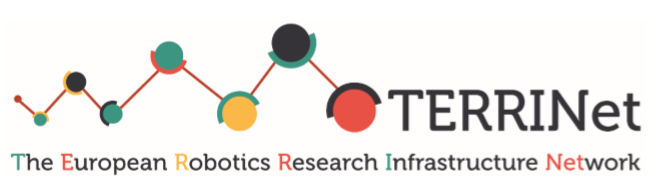 TERRINet
The European Robotics Research Infrastructure Network